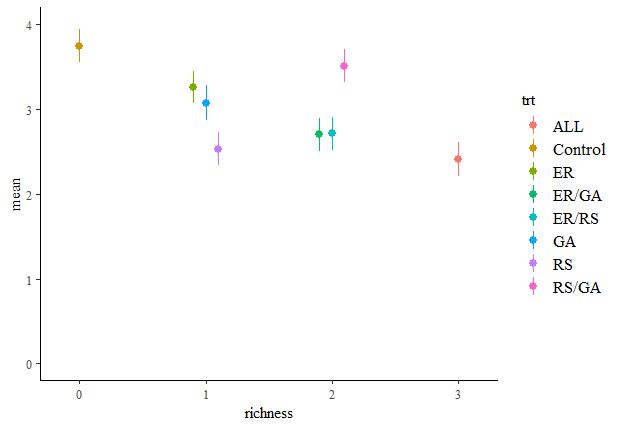 4
3
2
1
0
mean
0
1
2
3
richness
trt
ALL
Control
ER
ER/GA
ER/RS
GA
RS
RS/GA